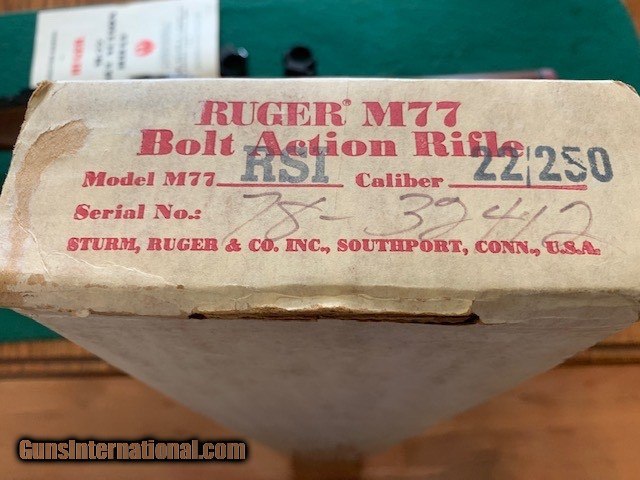 RUGER® M77
Bolt Action Rifle
Model M77 RSI Caliber 22/250
Serial No.: 78-32412
STURM, RUGER & CO. INC., SOUTHPORT, CONN., U.S.A.
GunsInternational.com